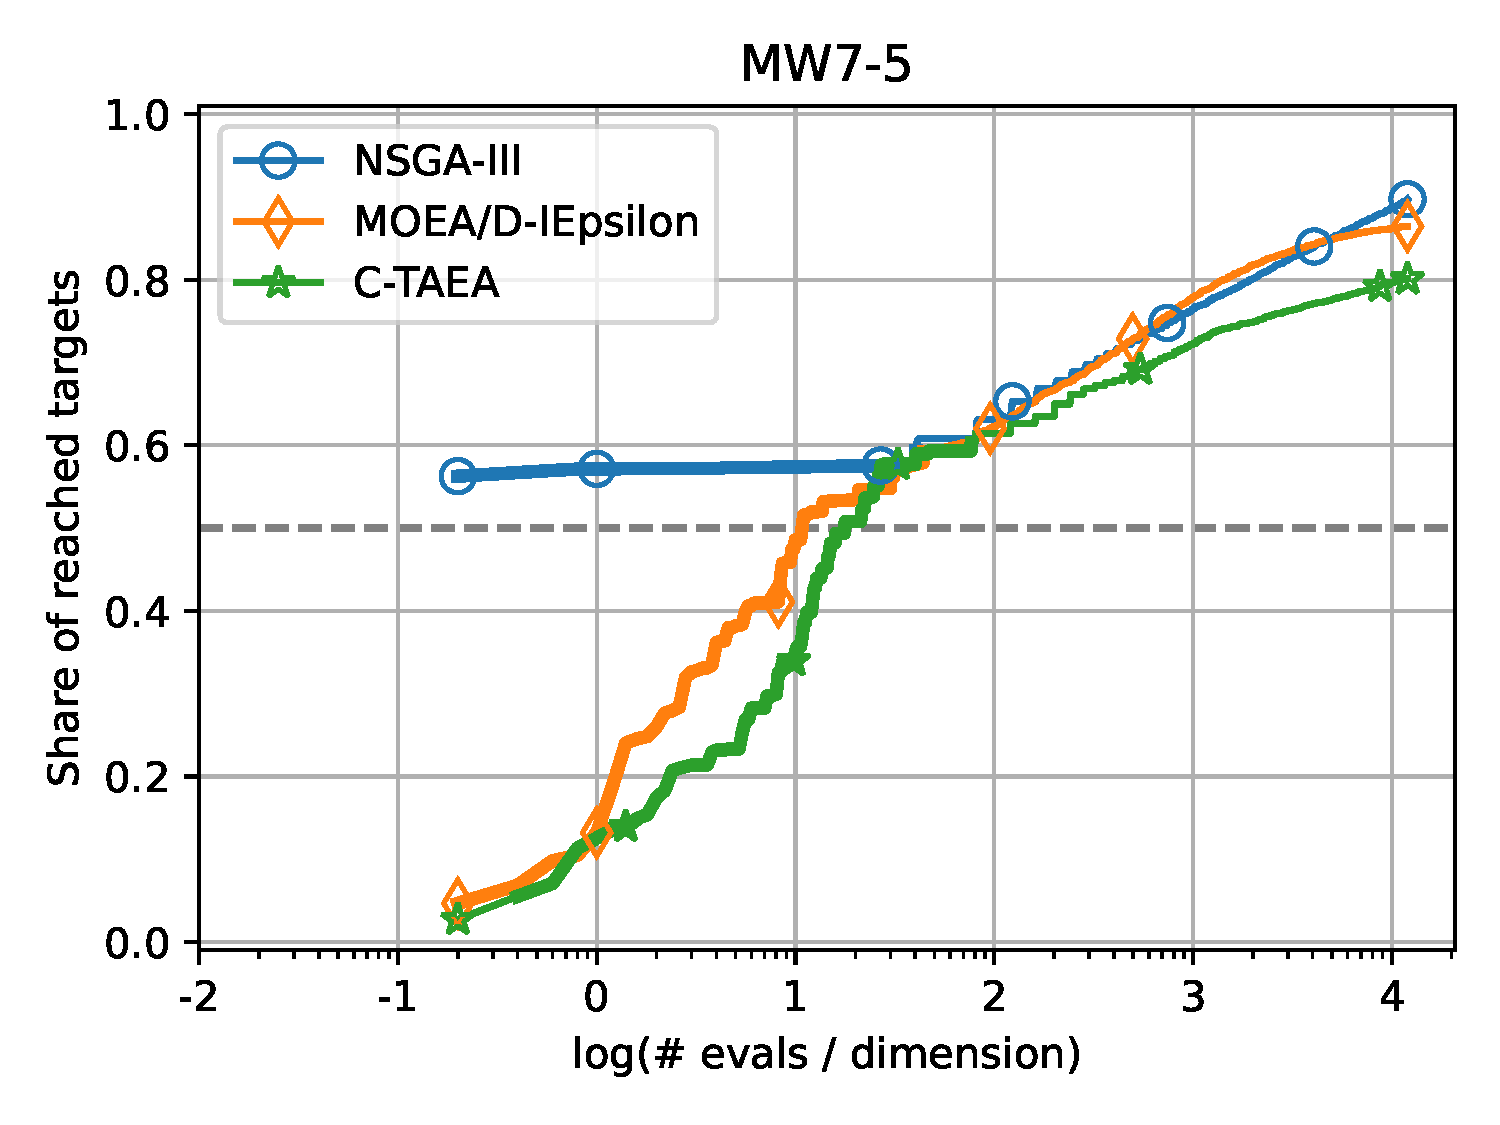 MW7-5
1.0
0.8
0.6
0.4
0.2
0.0
Share of reached targets
NSGA-III
MOEA/D-IEpsilon
C-TAEA
-2 -1 0 1 2 3 4
log(# evals / dimension)